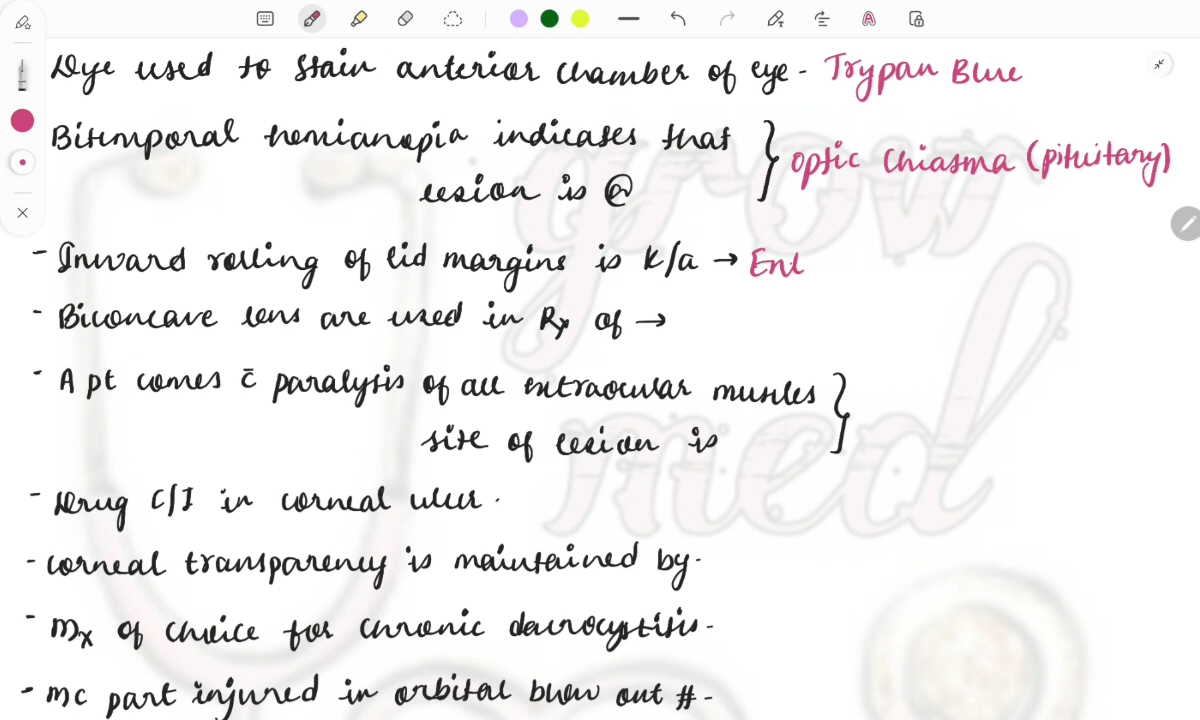 Dye used to stain anterior chamber of eye - Trypan Blue
Bitemporal hemianopia indicates that
lesion is @ } optic chiasma (pituitary)
- Inward rolling of lid margins is k/a → Ent
- Biconcave lens are used in Rx of →
- A pt comes c̄ paralysis of all extraocular muscles
site of lesion is }
- Drug C/I in corneal ulcer.
- corneal transparency is maintained by -
- Mx of choice for chronic dacrocystitis -
- mc part injured in orbital blow out # -
grow
med